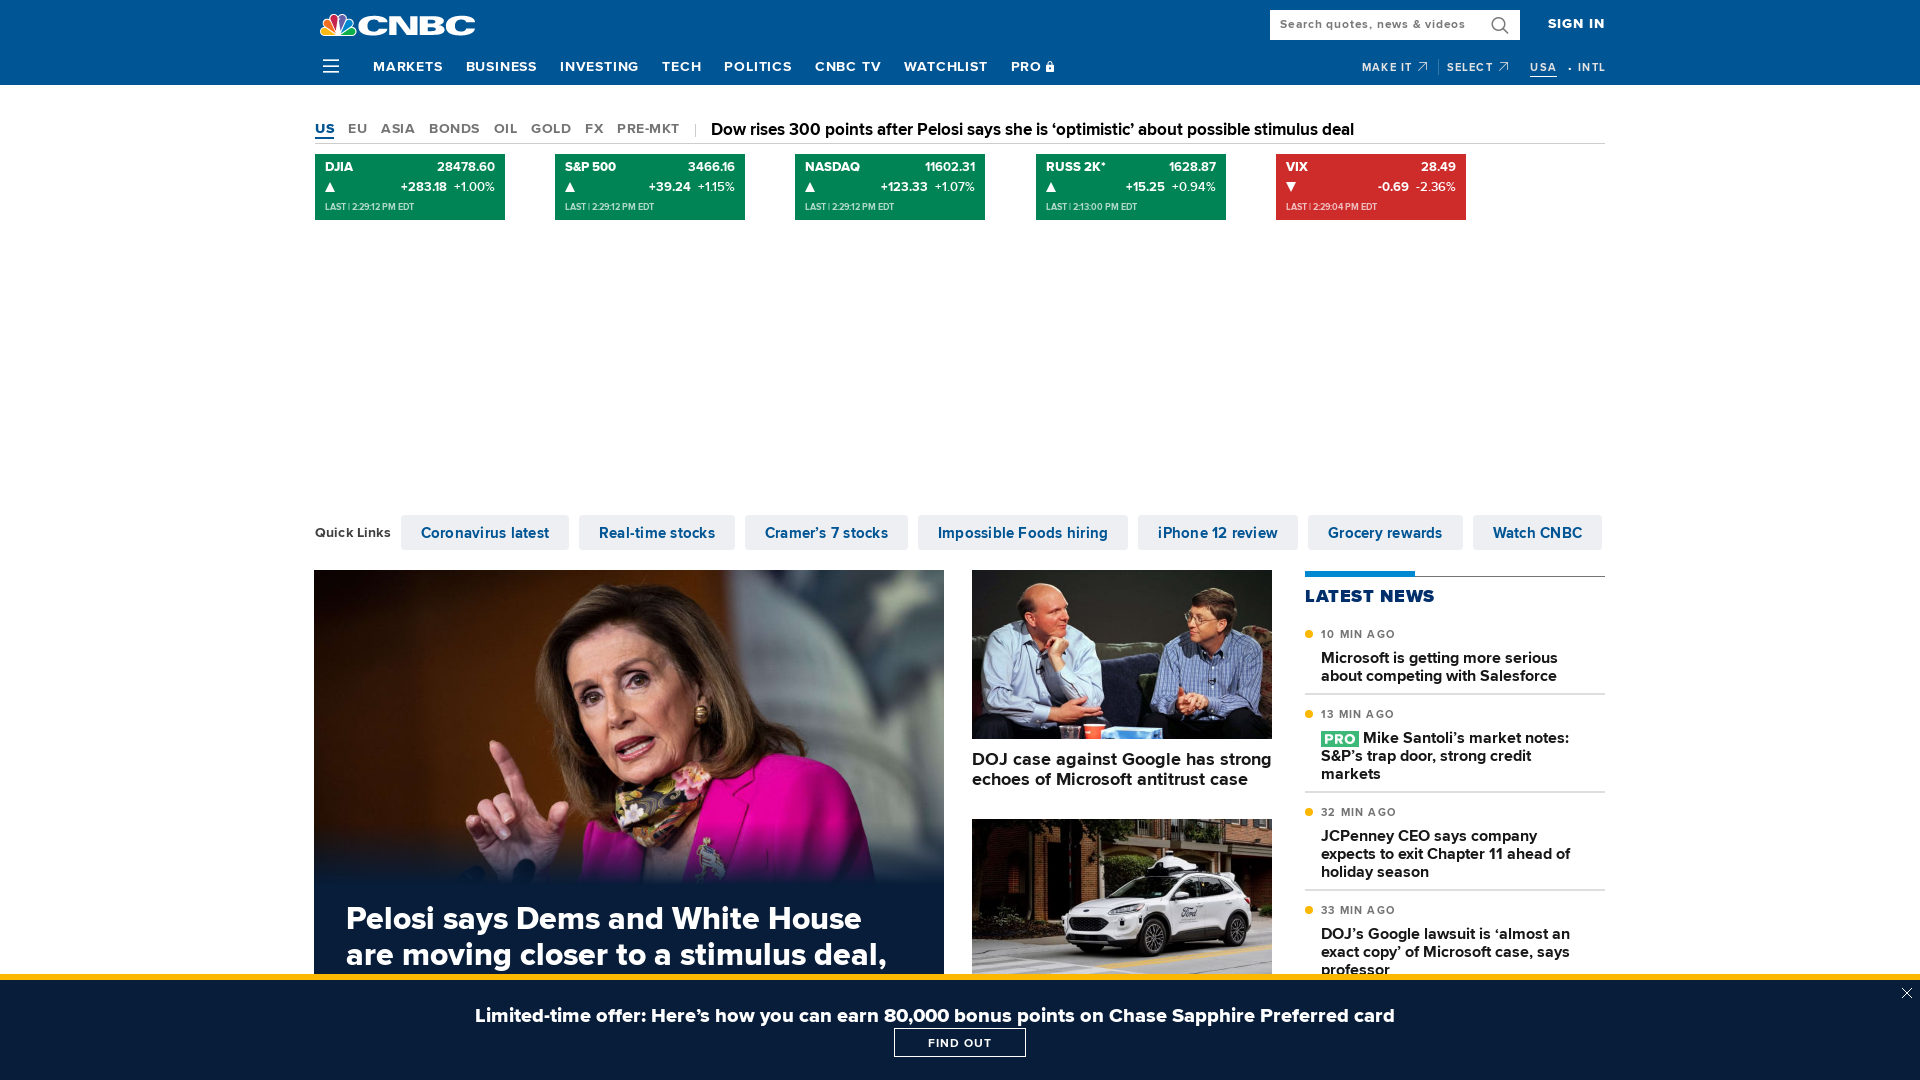 CNBC
Search quotes, news & videos
SIGN IN
MARKETS BUSINESS INVESTING TECH POLITICS CNBC TV WATCHLIST PRO
MAKE IT SELECT USA • INTL
US EU ASIA BONDS OIL GOLD FX PRE-MKT
Dow rises 300 points after Pelosi says she is ‘optimistic’ about possible stimulus deal
DJIA 28478.60
+283.18 +1.00%
LAST | 2:29:12 PM EDT
S&P 500 3466.16
+39.24 +1.15%
LAST | 2:29:12 PM EDT
NASDAQ 11602.31
+123.33 +1.07%
LAST | 2:29:12 PM EDT
RUSS 2K* 1628.87
+15.25 +0.94%
LAST | 2:13:00 PM EDT
VIX 28.49
-0.69 -2.36%
LAST | 2:29:04 PM EDT
Quick Links
Coronavirus latest
Real-time stocks
Cramer’s 7 stocks
Impossible Foods hiring
iPhone 12 review
Grocery rewards
Watch CNBC
Pelosi says Dems and White House
are moving closer to a stimulus deal,
DOJ case against Google has strong
echoes of Microsoft antitrust case
Ford
LATEST NEWS
10 MIN AGO
Microsoft is getting more serious
about competing with Salesforce
13 MIN AGO
PRO Mike Santoli’s market notes:
S&P’s trap door, strong credit
markets
32 MIN AGO
JCPenney CEO says company
expects to exit Chapter 11 ahead of
holiday season
33 MIN AGO
DOJ’s Google lawsuit is ‘almost an
exact copy’ of Microsoft case, says
professor
Limited-time offer: Here’s how you can earn 80,000 bonus points on Chase Sapphire Preferred card
FIND OUT